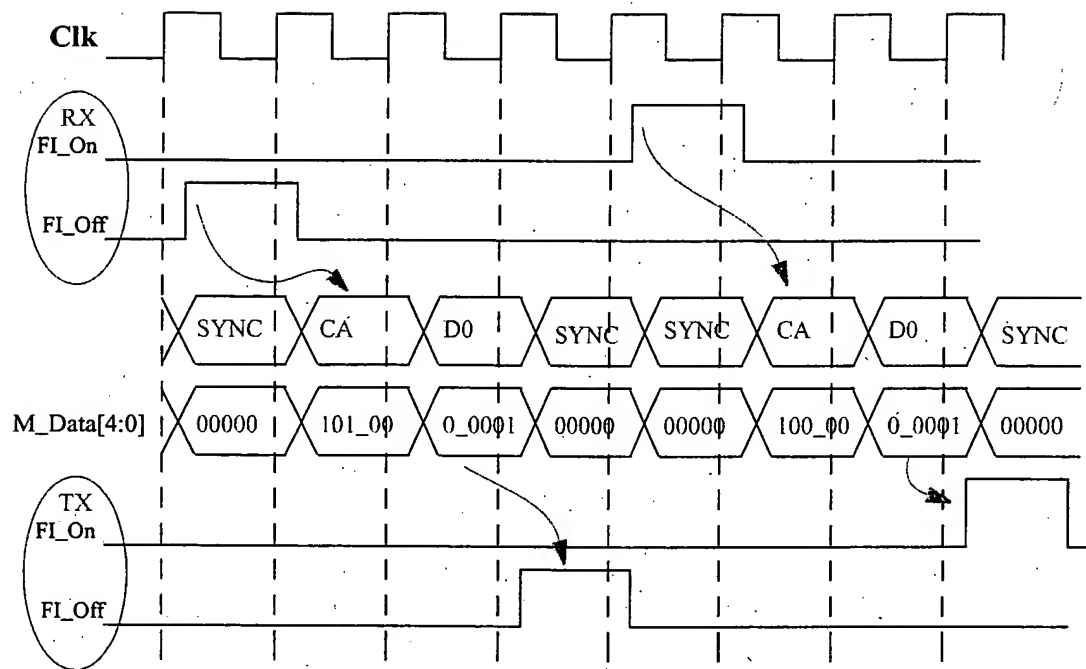 Clk
RX
FI_On
FI_Off
SYNC CA D0 SYNC SYNC CA D0 SYNC
M_Data[4:0] 00000 101_00 0_0001 00000 00000 100_00 0_0001 00000
TX
FI_On
FI_Off